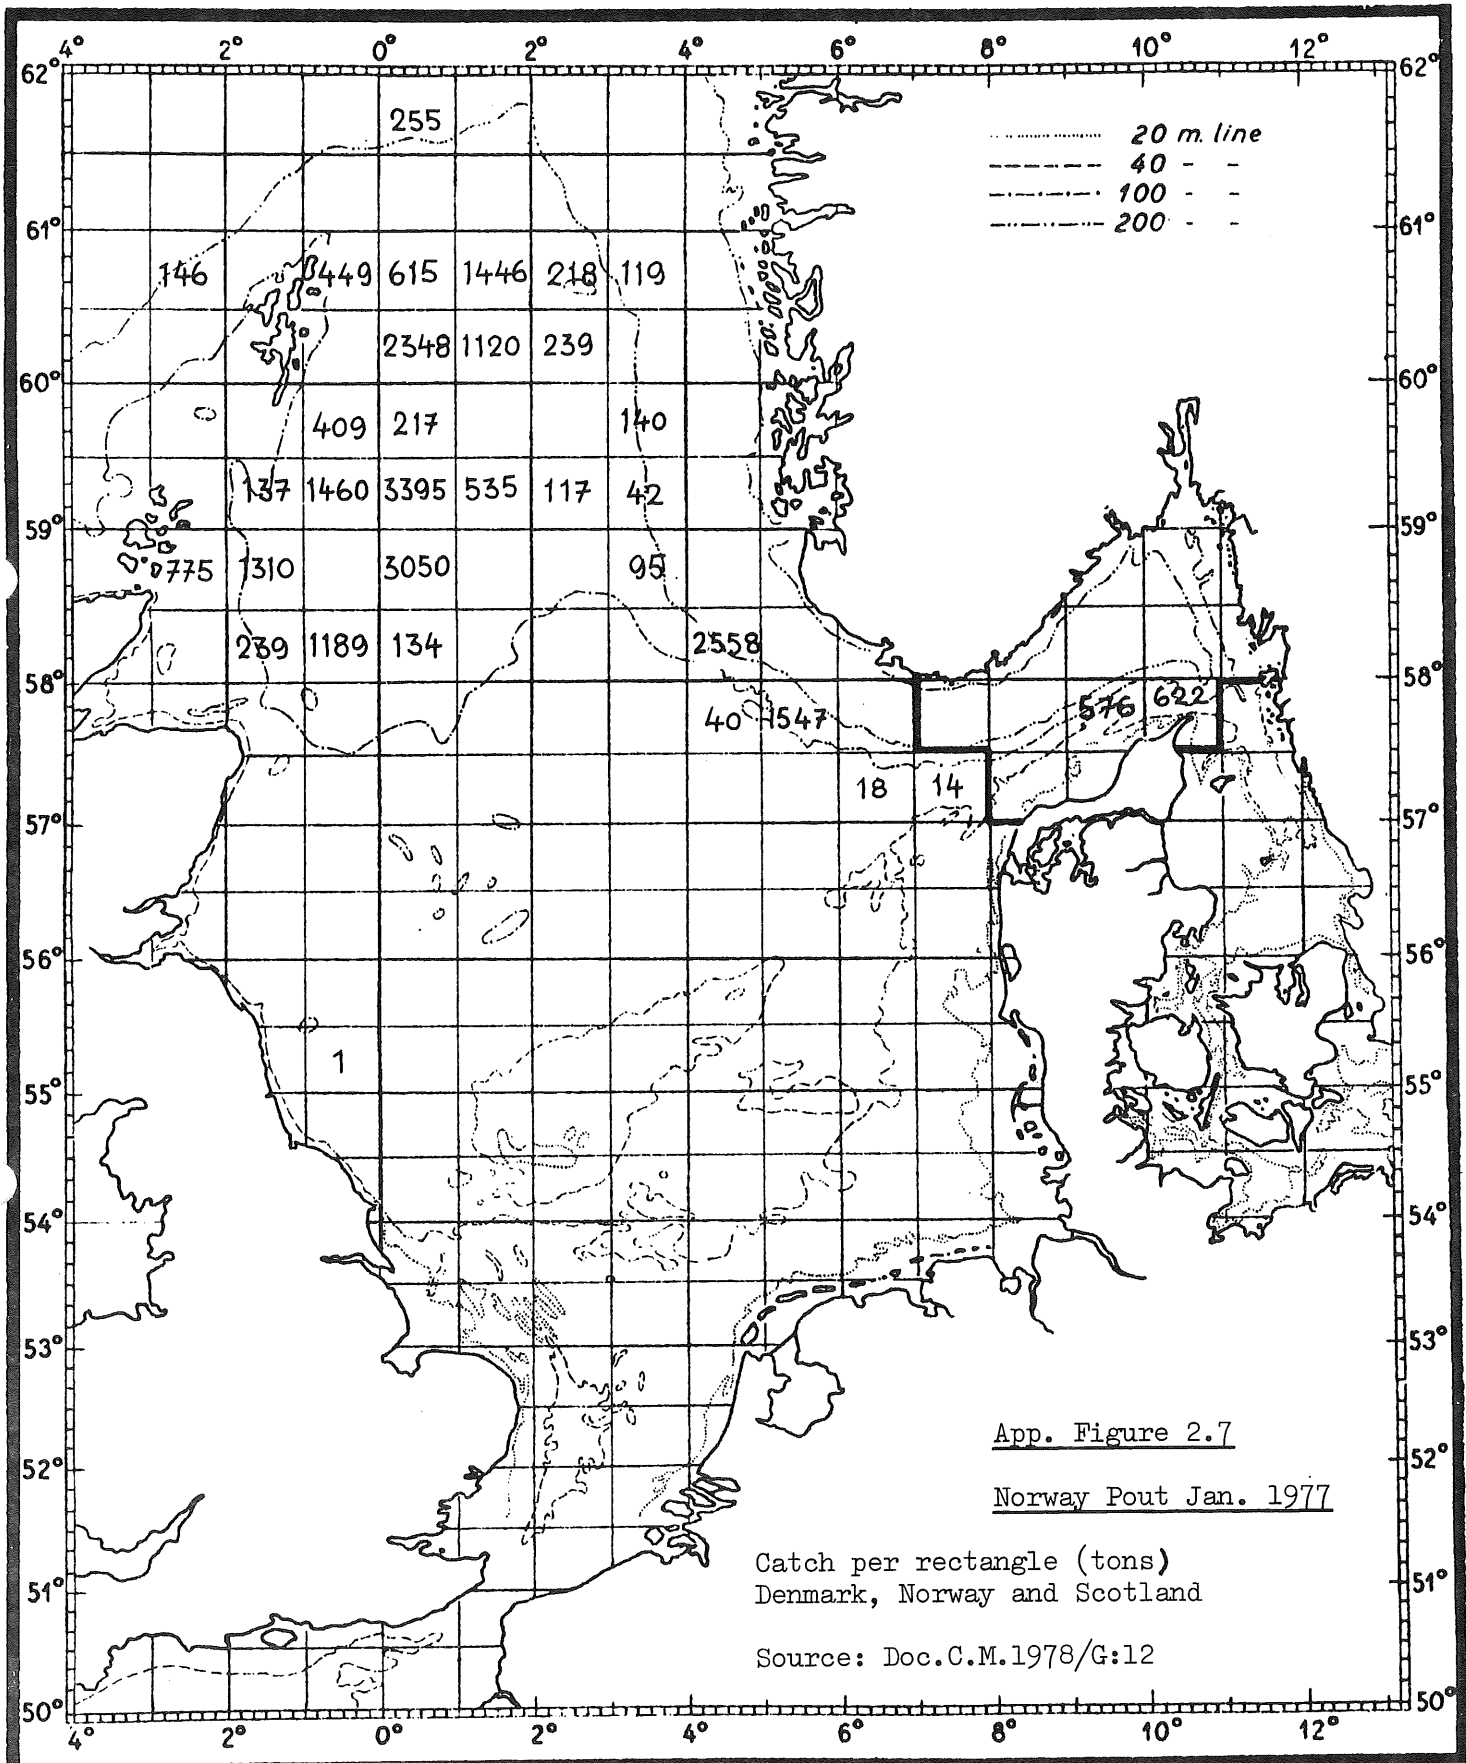 4° 2° 0° 2° 4° 6° 8° 10° 12°
62° 62°
255
20 m. line
40 - -
100 - -
200 - -
61° 61°
146 449 615 1446 218 119
2348 1120 239
60° 60°
409 217 140
137 1460 3395 535 117 42
59° 59°
775 1310 3050 95
239 1189 134 2558
58° 58°
40 1547 576 622
18 14
57° 57°
56° 56°
1
55° 55°
54° 54°
53° 53°
App. Figure 2.7
52° 52°
Norway Pout Jan. 1977
Catch per rectangle (tons)
51° 51°
Denmark, Norway and Scotland
Source: Doc.C.M.1978/G:12
50° 50°
4° 2° 0° 2° 4° 6° 8° 10° 12°